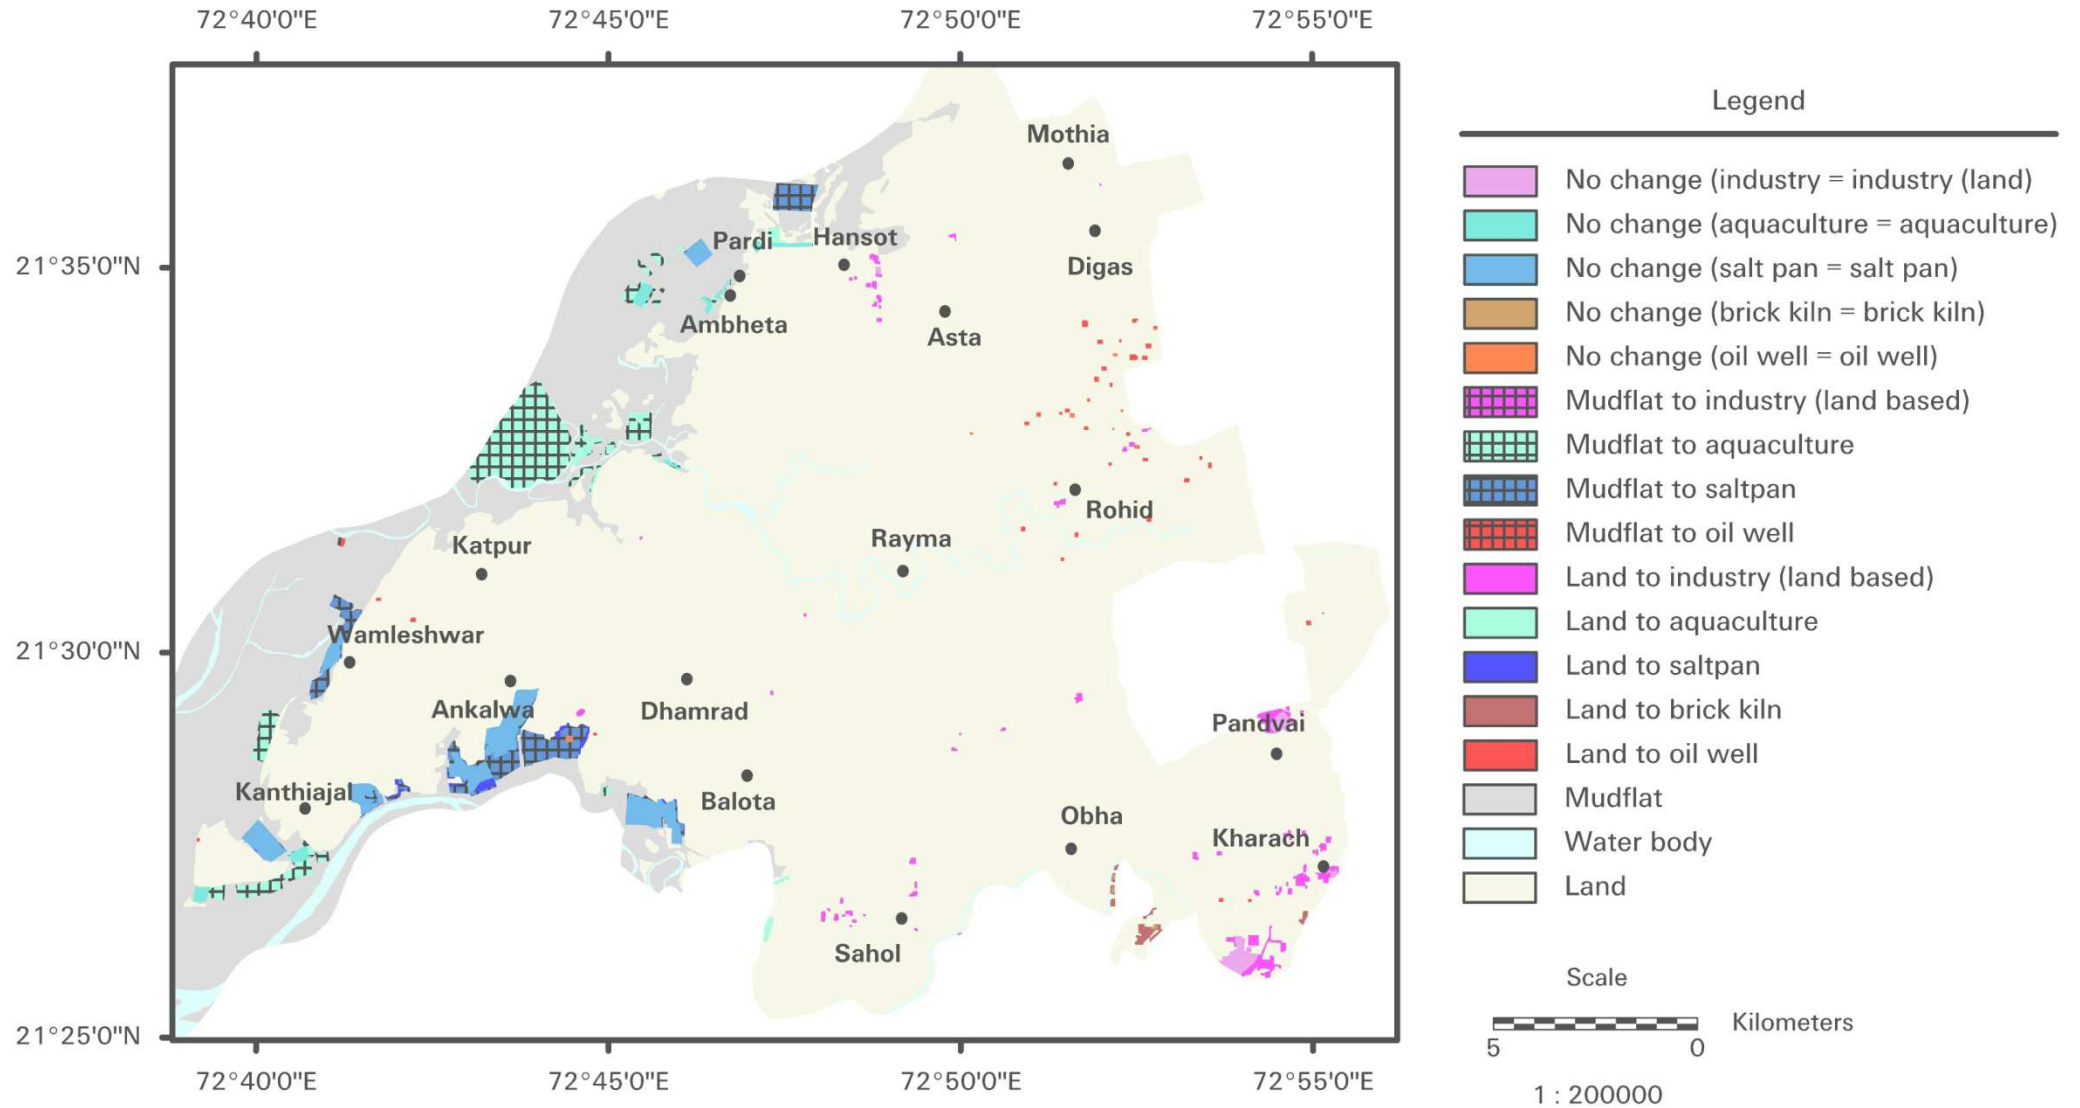 72°40'0"E 72°45'0"E 72°50'0"E 72°55'0"E
Legend
Mothia
No change (industry = industry (land)
No change (aquaculture = aquaculture)
Pardi Hansot
21°35'0"N
Digas
No change (salt pan = salt pan)
No change (brick kiln = brick kiln)
Ambheta
Asta
No change (oil well = oil well)
Mudflat to industry (land based)
Mudflat to aquaculture
Mudflat to saltpan
Rohid
Mudflat to oil well
Katpur
Rayma
Land to industry (land based)
Land to aquaculture
Wamleshwar
21°30'0"N
Land to saltpan
Ankalwa
Dhamrad
Land to brick kiln
Pandvai
Land to oil well
Kanthiajal
Balota
Mudflat
Obha
Kharach
Water body
Land
Sahol
Scale
Kilometers
5 0
21°25'0"N
72°40'0"E 72°45'0"E 72°50'0"E 72°55'0"E
1 : 200000